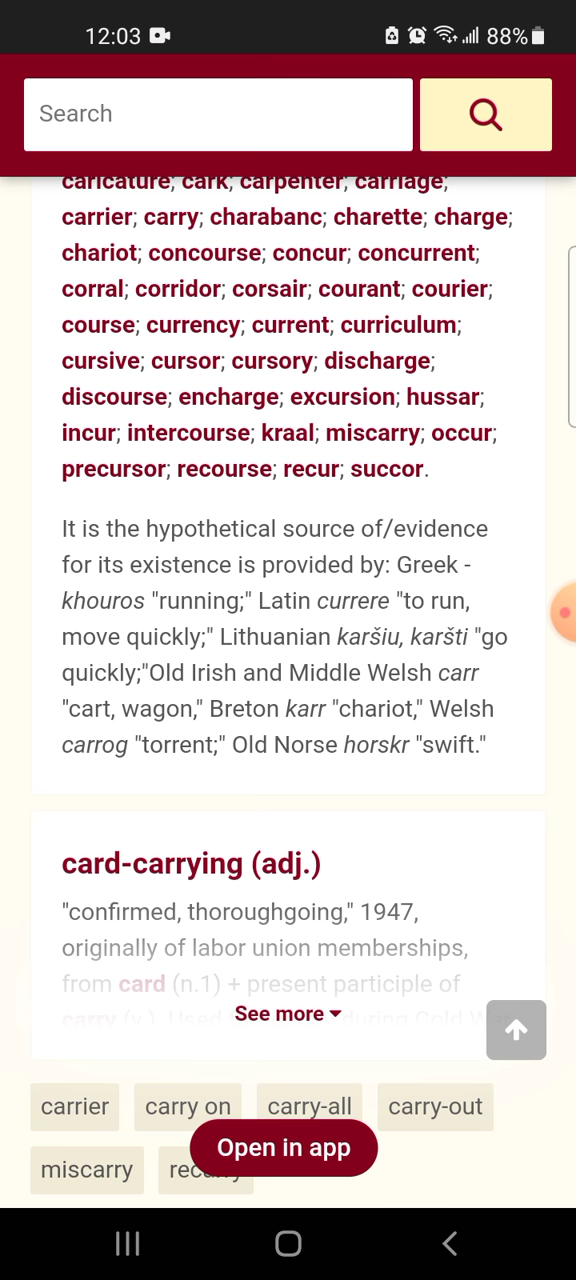 12:03 88%
Search
caricature; cark; carpenter; carriage;
carrier; carry; charabanc; charette; charge;
chariot; concourse; concur; concurrent;
corral; corridor; corsair; courant; courier;
course; currency; current; curriculum;
cursive; cursor; cursory; discharge;
discourse; encharge; excursion; hussar;
incur; intercourse; kraal; miscarry; occur;
precursor; recourse; recur; succor.
It is the hypothetical source of/evidence
for its existence is provided by: Greek -
khouros "running;" Latin currere "to run,
move quickly;" Lithuanian karšiu, karšti "go
quickly;"Old Irish and Middle Welsh carr
"cart, wagon," Breton karr "chariot," Welsh
carrog "torrent;" Old Norse horskr "swift."
card-carrying (adj.)
"confirmed, thoroughgoing," 1947,
originally of labor union memberships,
from card (n.1) + present participle of
carry (v.). Used during Cold
See more
carrier carry on carry-all carry-out
Open in app
miscarry